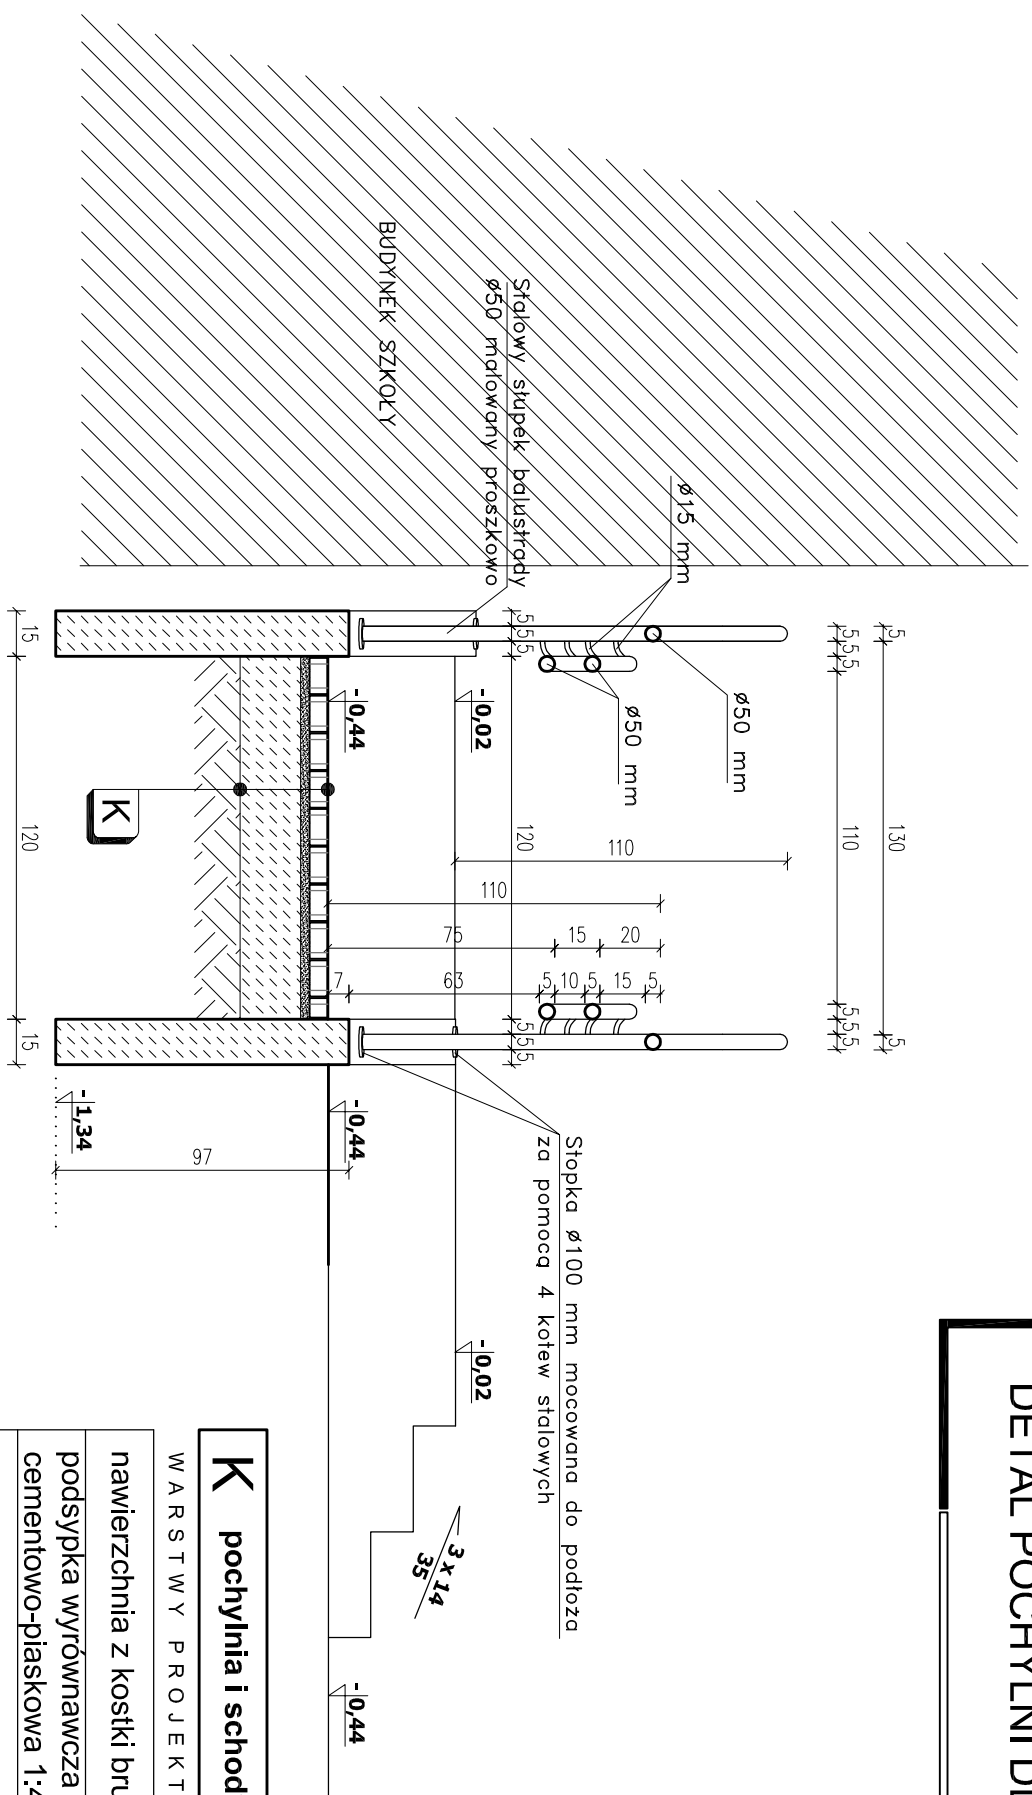 DETAL POCHYLNI DL
5
130
5
5
5
5
110
5
5
5
ø50 mm
ø15 mm
ø50 mm
Stalowy słupek balustrady
ø50 malowany proszkowo
BUDYNEK SZKOŁY
110
110
75
15
20
7
63
5
10
5
15
5
5
5
5
120
5
5
5
Stopka ø100 mm mocowana do podłoża
za pomocą 4 kotew stalowych
-0,02
-0,44
-0,02
3 x 14
35
-0,44
-0,44
-1,34
97
K
15
120
15
K pochylnia i schod
WARSTWY PROJEKT
nawierzchnia z kostki bru
podsypka wyrównawcza
cementowo-piaskowa 1:4